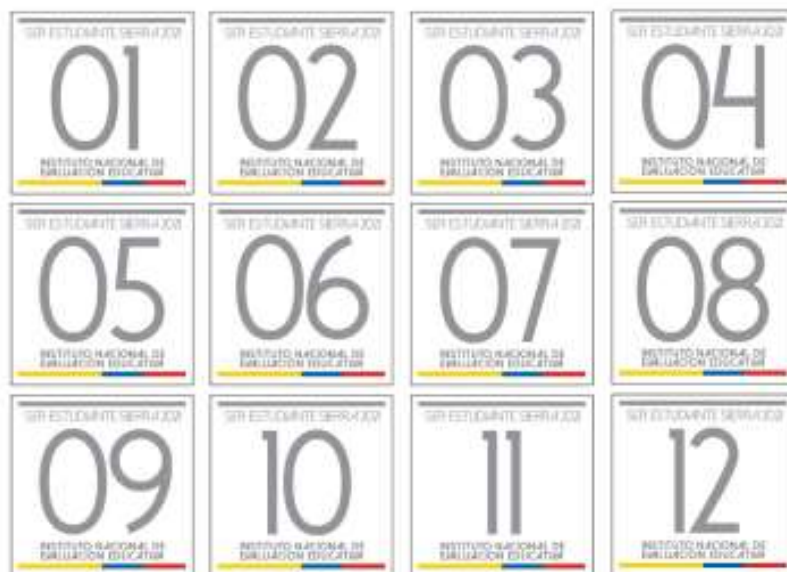 SER ESTUDIANTE SIERRA 2021
01
INSTITUTO NACIONAL DE
EVALUACIÓN EDUCATIVA
SER ESTUDIANTE SIERRA 2021
02
INSTITUTO NACIONAL DE
EVALUACIÓN EDUCATIVA
SER ESTUDIANTE SIERRA 2021
03
INSTITUTO NACIONAL DE
EVALUACIÓN EDUCATIVA
SER ESTUDIANTE SIERRA 2021
04
INSTITUTO NACIONAL DE
EVALUACIÓN EDUCATIVA
SER ESTUDIANTE SIERRA 2021
05
INSTITUTO NACIONAL DE
EVALUACIÓN EDUCATIVA
SER ESTUDIANTE SIERRA 2021
06
INSTITUTO NACIONAL DE
EVALUACIÓN EDUCATIVA
SER ESTUDIANTE SIERRA 2021
07
INSTITUTO NACIONAL DE
EVALUACIÓN EDUCATIVA
SER ESTUDIANTE SIERRA 2021
08
INSTITUTO NACIONAL DE
EVALUACIÓN EDUCATIVA
SER ESTUDIANTE SIERRA 2021
09
INSTITUTO NACIONAL DE
EVALUACIÓN EDUCATIVA
SER ESTUDIANTE SIERRA 2021
10
INSTITUTO NACIONAL DE
EVALUACIÓN EDUCATIVA
SER ESTUDIANTE SIERRA 2021
11
INSTITUTO NACIONAL DE
EVALUACIÓN EDUCATIVA
SER ESTUDIANTE SIERRA 2021
12
INSTITUTO NACIONAL DE
EVALUACIÓN EDUCATIVA